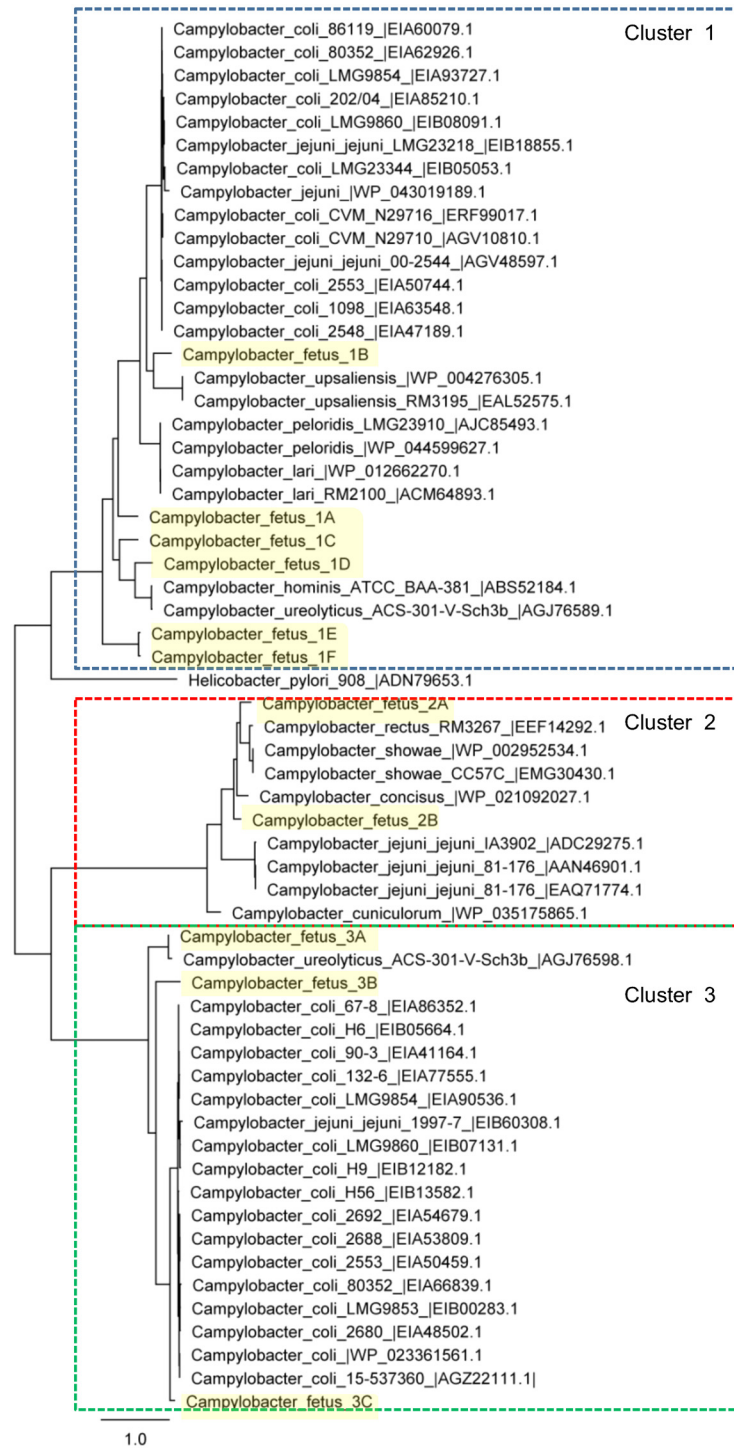 Campylobacter_coli_86119_|EIA60079.1
Cluster 1
Campylobacter_coli_80352_|EIA62926.1
Campylobacter_coli_LMG9854_|EIA93727.1
Campylobacter_coli_202/04_|EIA85210.1
Campylobacter_coli_LMG9860_|EIB08091.1
Campylobacter_jejuni_jejuni_LMG23218_|EIB18855.1
Campylobacter_coli_LMG23344_|EIB05053.1
Campylobacter_jejuni_|WP_043019189.1
Campylobacter_coli_CVM_N29716_|ERF99017.1
Campylobacter_coli_CVM_N29710_|AGV10810.1
Campylobacter_jejuni_jejuni_00-2544_|AGV48597.1
Campylobacter_coli_2553_|EIA50744.1
Campylobacter_coli_1098_|EIA63548.1
Campylobacter_coli_2548_|EIA47189.1
Campylobacter_fetus_1B
Campylobacter_upsaliensis_|WP_004276305.1
Campylobacter_upsaliensis_RM3195_|EAL52575.1
Campylobacter_peloridis_LMG23910_|AJC85493.1
Campylobacter_peloridis_|WP_044599627.1
Campylobacter_lari_|WP_012662270.1
Campylobacter_lari_RM2100_|ACM64893.1
Campylobacter_fetus_1A
Campylobacter_fetus_1C
Campylobacter_fetus_1D
Campylobacter_hominis_ATCC_BAA-381_|ABS52184.1
Campylobacter_ureolyticus_ACS-301-V-Sch3b_|AGJ76589.1
Campylobacter_fetus_1E
Campylobacter_fetus_1F
Helicobacter_pylori_908_|ADN79653.1
Campylobacter_fetus_2A
Cluster 2
Campylobacter_rectus_RM3267_|EEF14292.1
Campylobacter_showae_|WP_002952534.1
Campylobacter_showae_CC57C_|EMG30430.1
Campylobacter_concisus_|WP_021092027.1
Campylobacter_fetus_2B
Campylobacter_jejuni_jejuni_IA3902_|ADC29275.1
Campylobacter_jejuni_jejuni_81-176_|AAN46901.1
Campylobacter_jejuni_jejuni_81-176_|EAQ71774.1
Campylobacter_cuniculorum_|WP_035175865.1
Campylobacter_fetus_3A
Campylobacter_ureolyticus_ACS-301-V-Sch3b_|AGJ76598.1
Campylobacter_fetus_3B
Cluster 3
Campylobacter_coli_67-8_|EIA86352.1
Campylobacter_coli_H6_|EIB05664.1
Campylobacter_coli_90-3_|EIA41164.1
Campylobacter_coli_132-6_|EIA77555.1
Campylobacter_coli_LMG9854_|EIA90536.1
Campylobacter_jejuni_jejuni_1997-7_|EIB60308.1
Campylobacter_coli_LMG9860_|EIB07131.1
Campylobacter_coli_H9_|EIB12182.1
Campylobacter_coli_H56_|EIB13582.1
Campylobacter_coli_2692_|EIA54679.1
Campylobacter_coli_2688_|EIA53809.1
Campylobacter_coli_2553_|EIA50459.1
Campylobacter_coli_80352_|EIA66839.1
Campylobacter_coli_LMG9853_|EIB00283.1
Campylobacter_coli_2680_|EIA48502.1
Campylobacter_coli_|WP_023361561.1
Campylobacter_coli_15-537360_|AGZ22111.1|
Campylobacter_fetus_3C
1.0